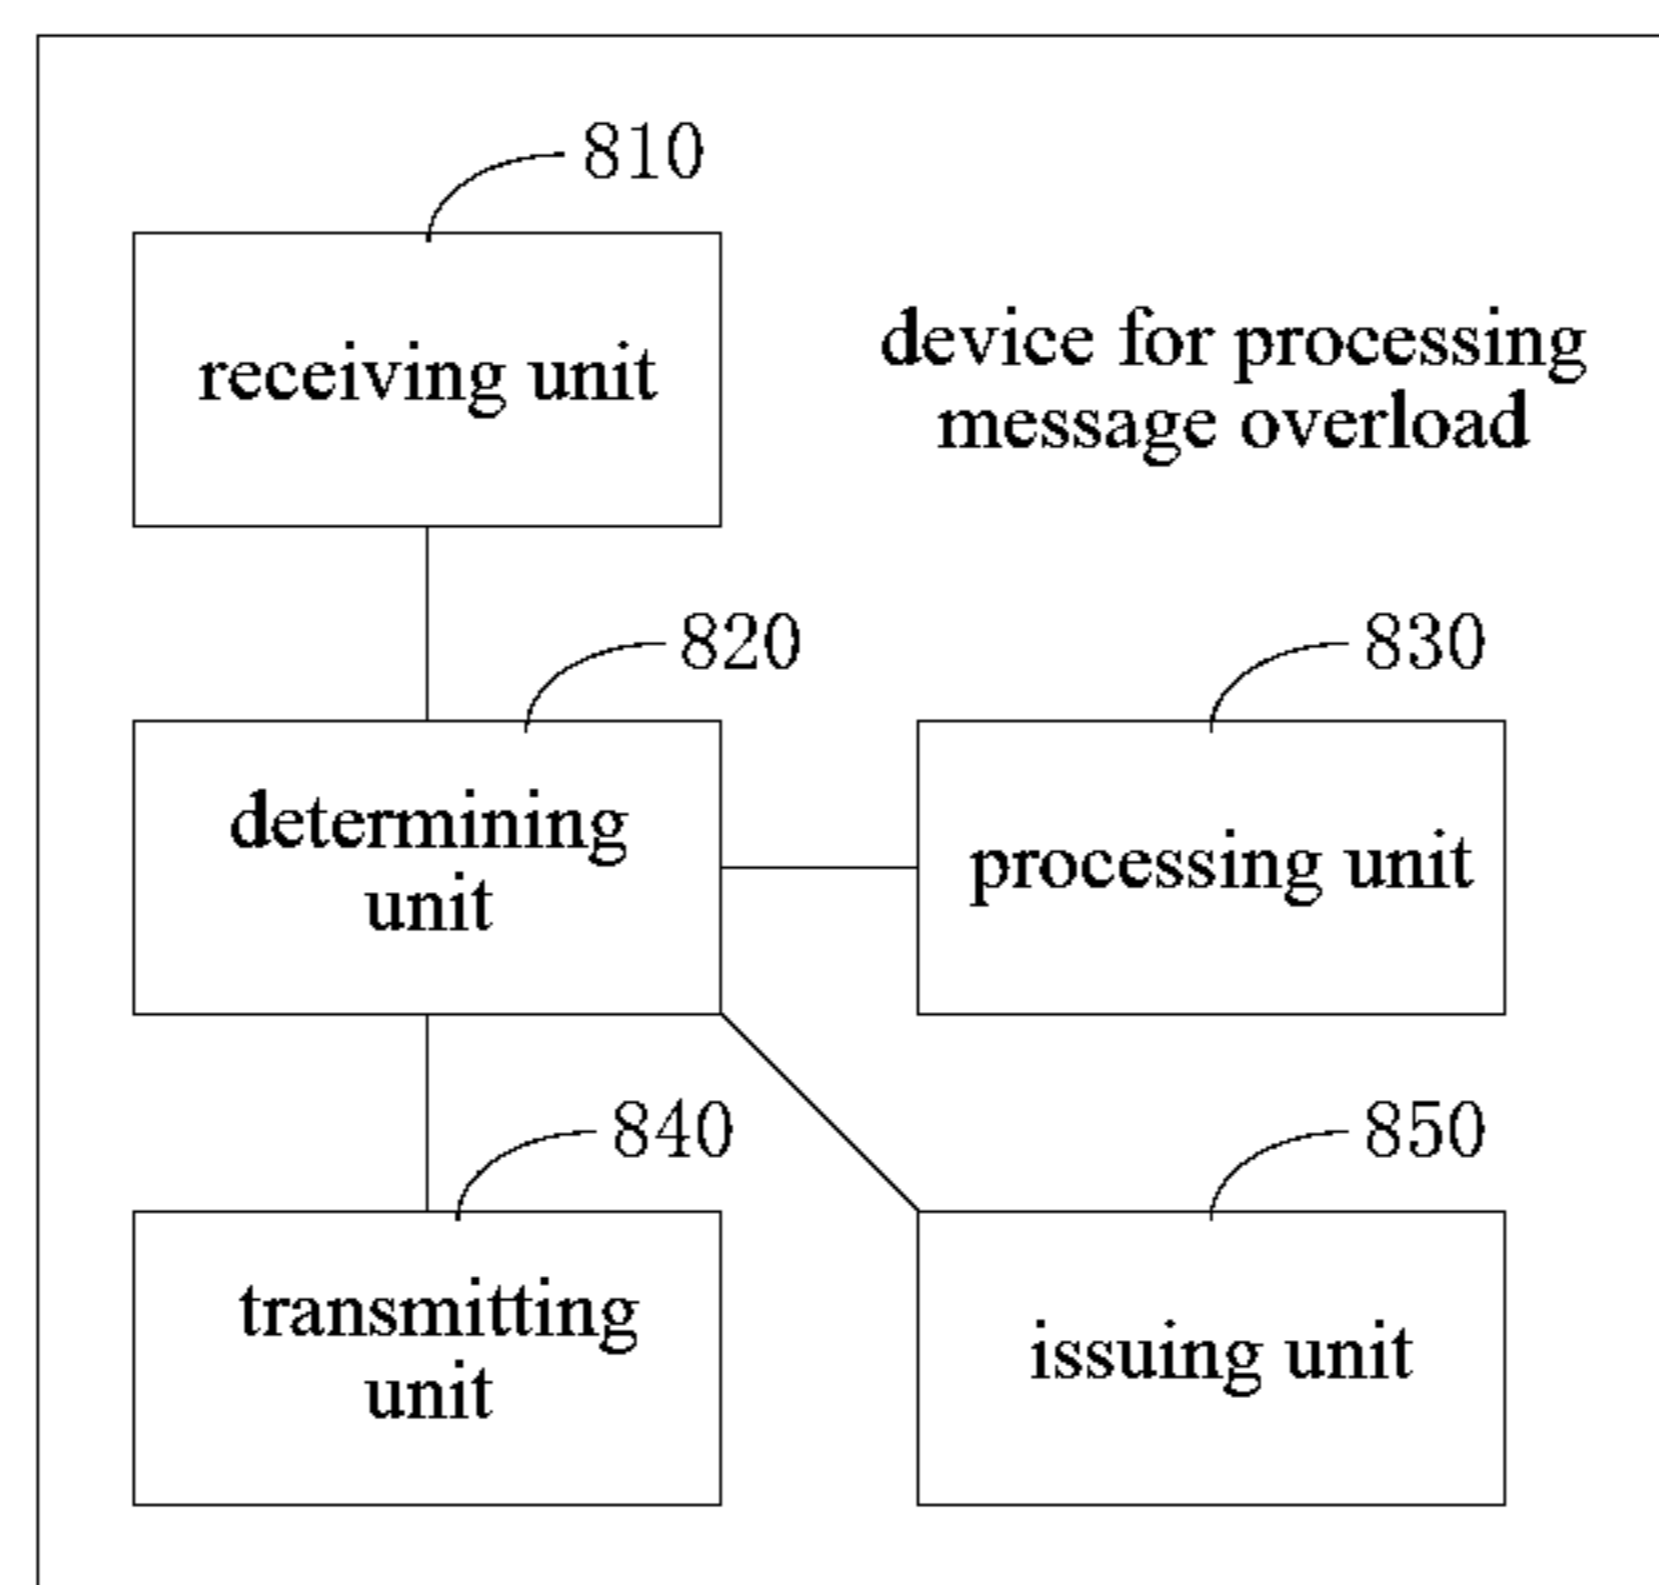 810
receiving unit
device for processing
message overload
820
830
determining
unit
processing unit
840
850
transmitting
unit
issuing unit